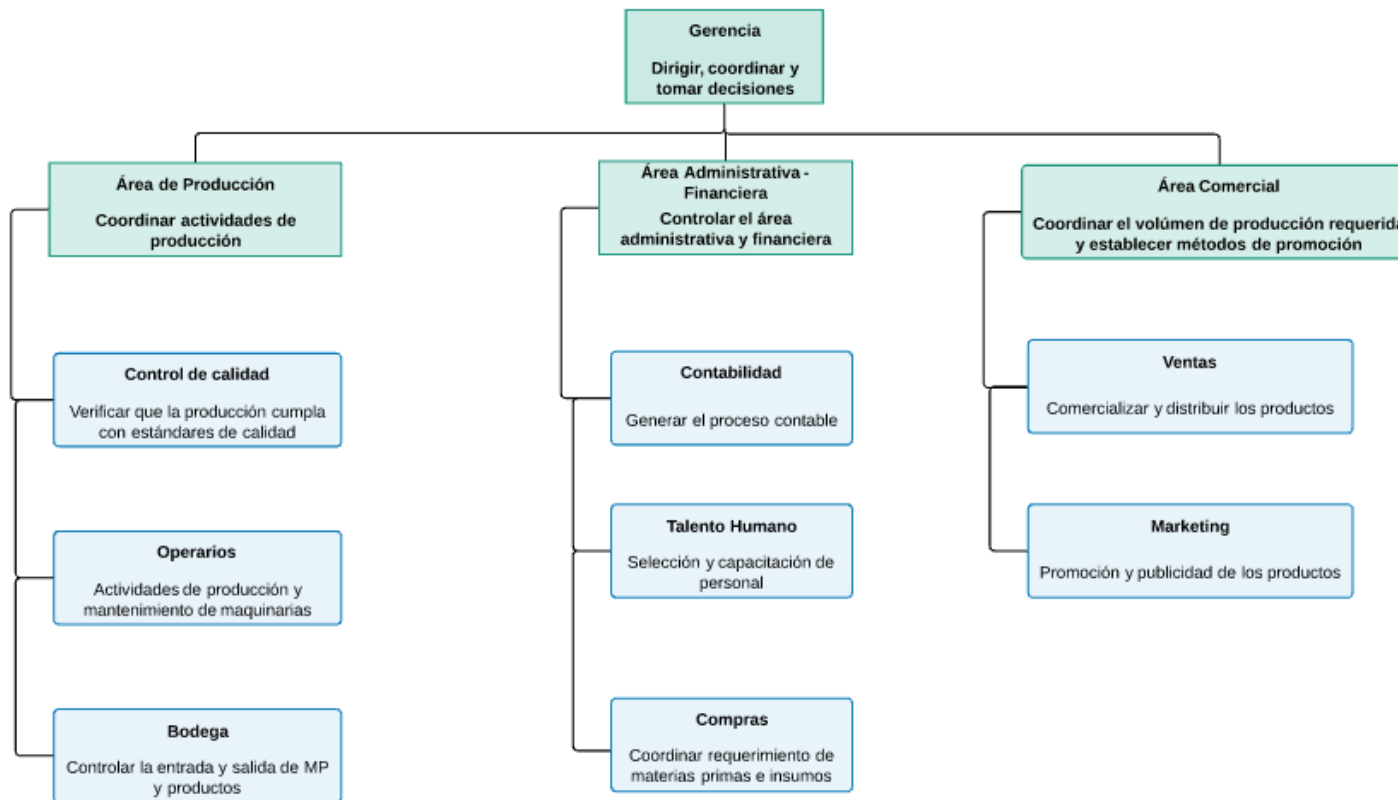 Gerencia
Dirigir, coordinar y
tomar decisiones
Área de Producción
Coordinar actividades de
producción
Área Administrativa -
Financiera
Controlar el área
administrativa y financiera
Área Comercial
Coordinar el volúmen de producción requerida
y establecer métodos de promoción
Control de calidad
Verificar que la producción cumpla
con estándares de calidad
Operarios
Actividades de producción y
mantenimiento de maquinarias
Bodega
Controlar la entrada y salida de MP
y productos
Contabilidad
Generar el proceso contable
Talento Humano
Selección y capacitación de
personal
Compras
Coordinar requerimiento de
materias primas e insumos
Ventas
Comercializar y distribuir los productos
Marketing
Promoción y publicidad de los productos